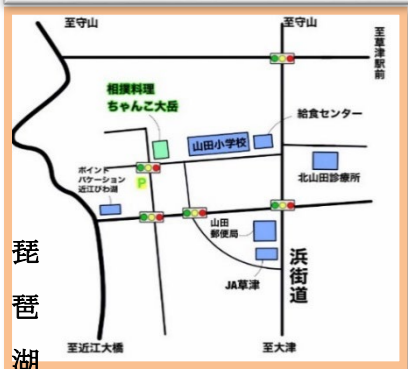 至守山
至守山
至草津駅前
相撲料理
ちゃんこ大岳
給食センター
山田小学校
ポイント
バケーション
近江びわ湖
P
北山田診療所
山田
郵便局
浜街道
JA草津
琵琶湖
至近江大橋
至大津